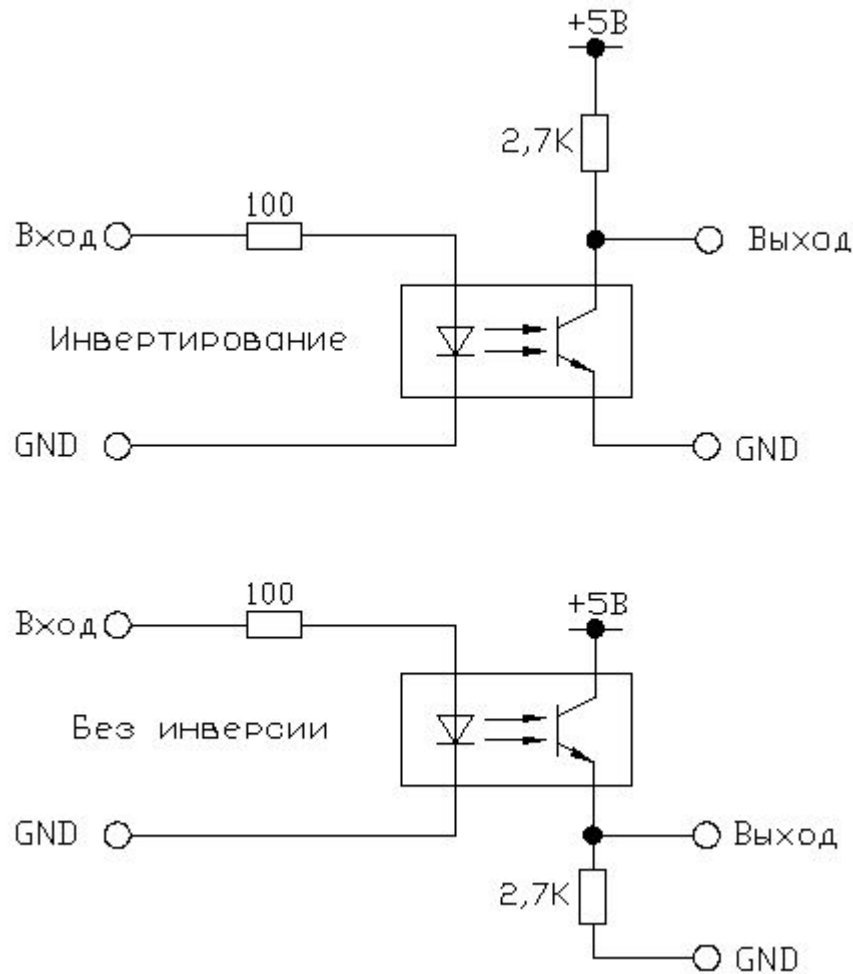 +5В
2,7К
100
Вход
Выход
Инвертирование
GND
GND
100
+5В
Вход
Без инверсии
GND
Выход
2,7К
GND